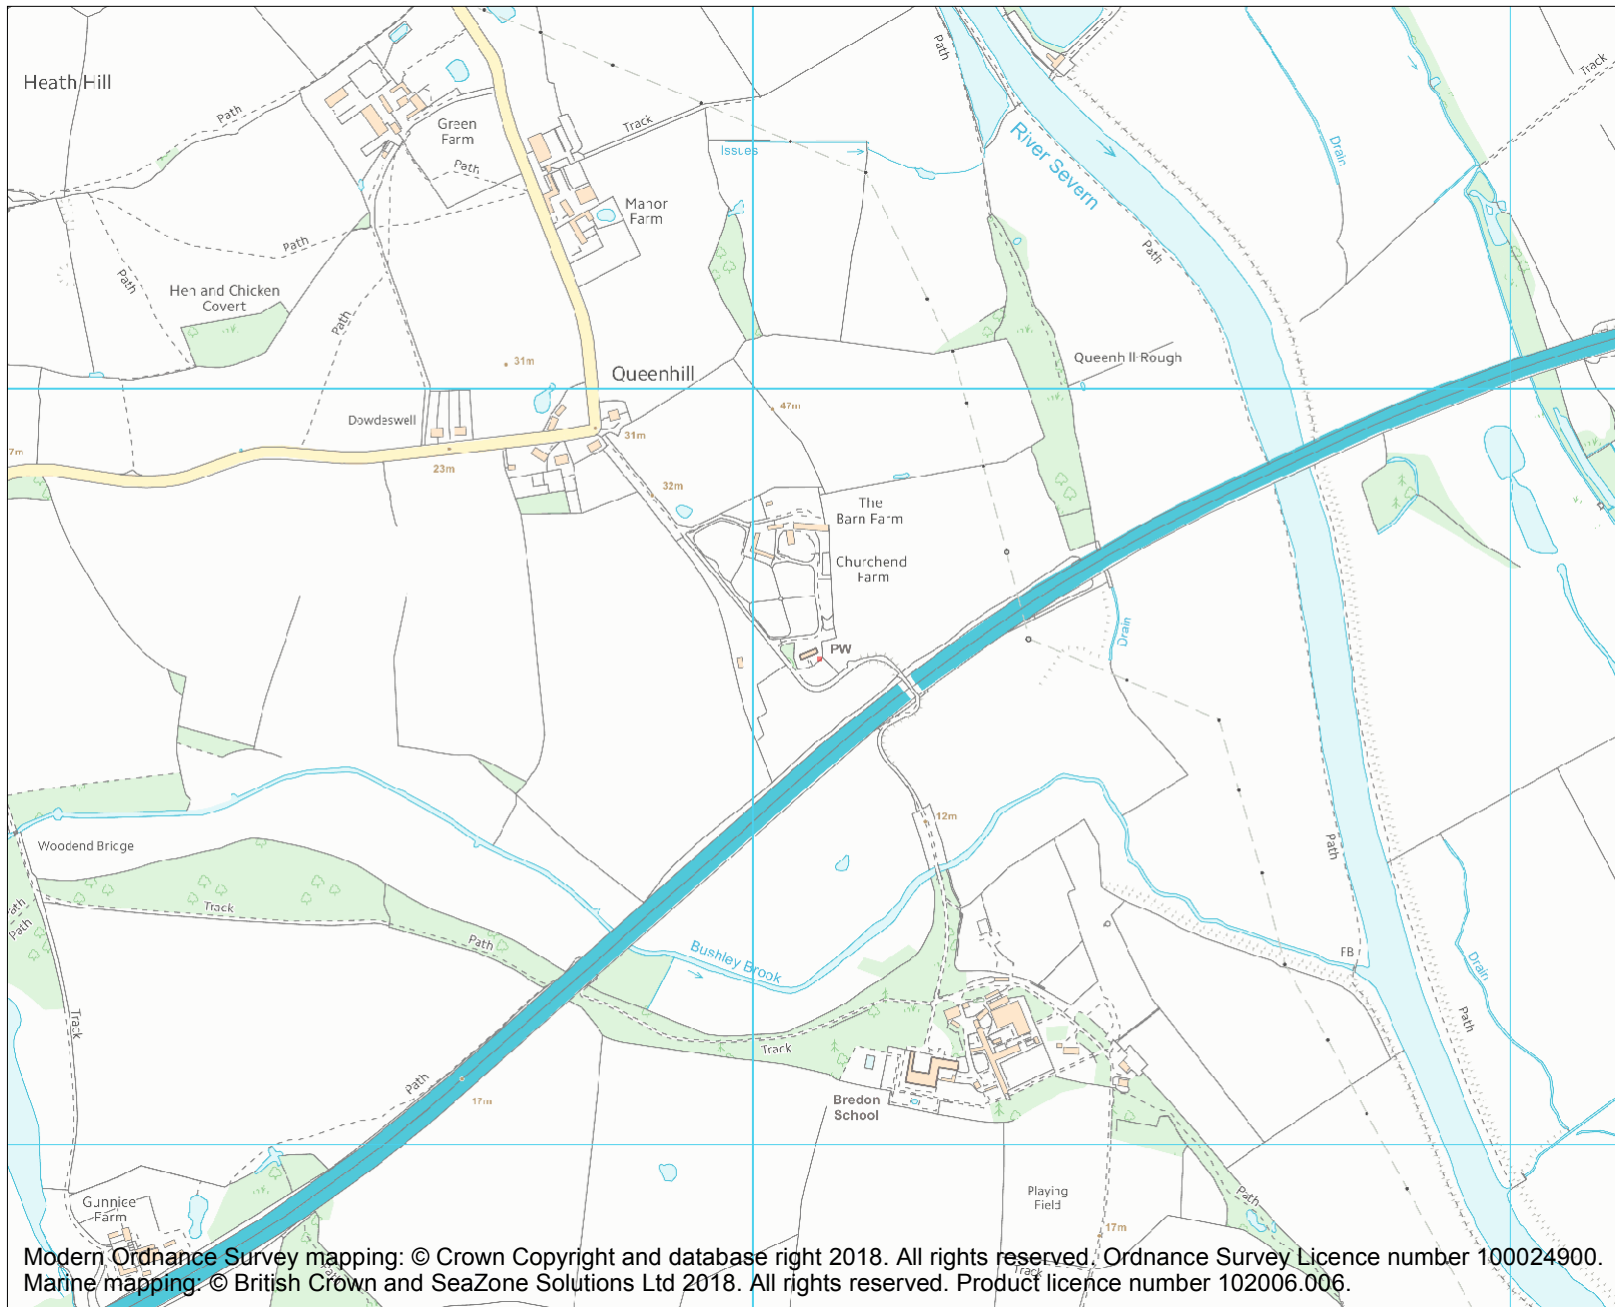 Heath Hill
Path
Green
Farm
Path
Track
Issues
Path
River Severn
Drain
Track
Manor
Farm
Path
Path
Path
Hen and Chicken
Covert
Path
31m
Queenhill
Queenhill Rough
47m
Dowdeswell
31m
7m
23m
32m
The
Barn Farm
Churchend
Farm
PW
Drain
12m
Path
Woodend Bridge
Track
Path
Path
Path
Bushley Brook
FB
Drain
Path
Track
Track
Path
17m
Bredon
School
Gunnice
Farm
Playing
Field
Path
17m
Path
Track
Modern Ordnance Survey mapping: © Crown Copyright and database right 2018. All rights reserved. Ordnance Survey Licence number 100024900.
Marine mapping: © British Crown and SeaZone Solutions Ltd 2018. All rights reserved. Product licence number 102006.006.